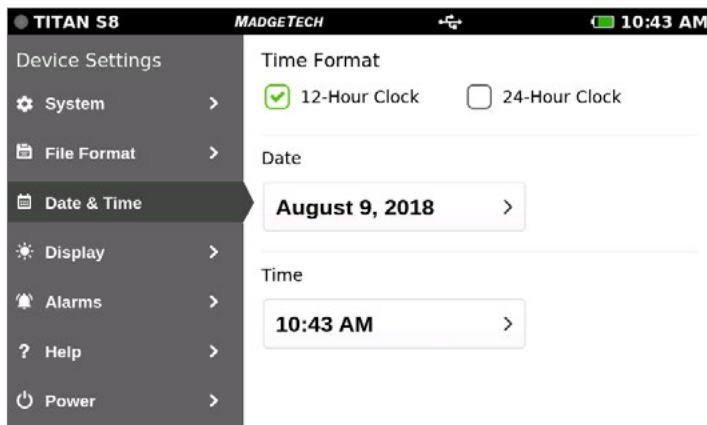 TITAN S8 MADGETECH 10:43 AM
Device Settings
System
File Format
Date & Time
Display
Alarms
? Help
Power
Time Format
12-Hour Clock 24-Hour Clock
Date
August 9, 2018
Time
10:43 AM